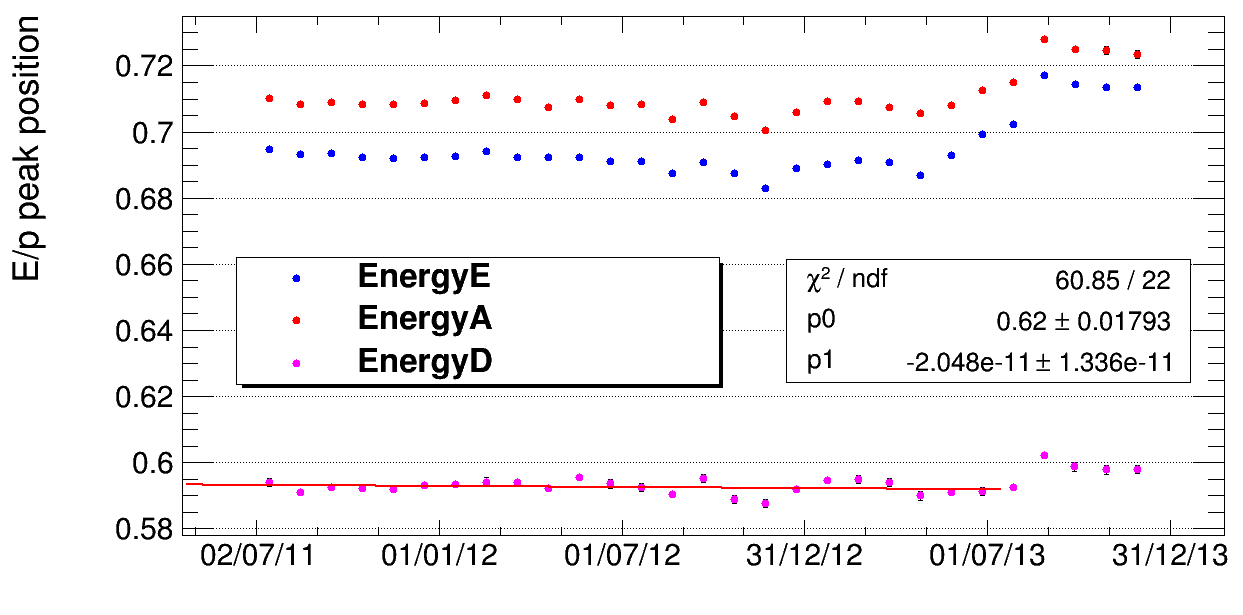 E/p peak position
0.72
0.7
0.68
0.66
0.64
0.62
0.6
0.58
EnergyE
EnergyA
EnergyD
χ² / ndf 60.85 / 22
p0 0.62 ± 0.01793
p1 -2.048e-11 ± 1.336e-11
02/07/11 01/01/12 01/07/12 31/12/12 01/07/13 31/12/13